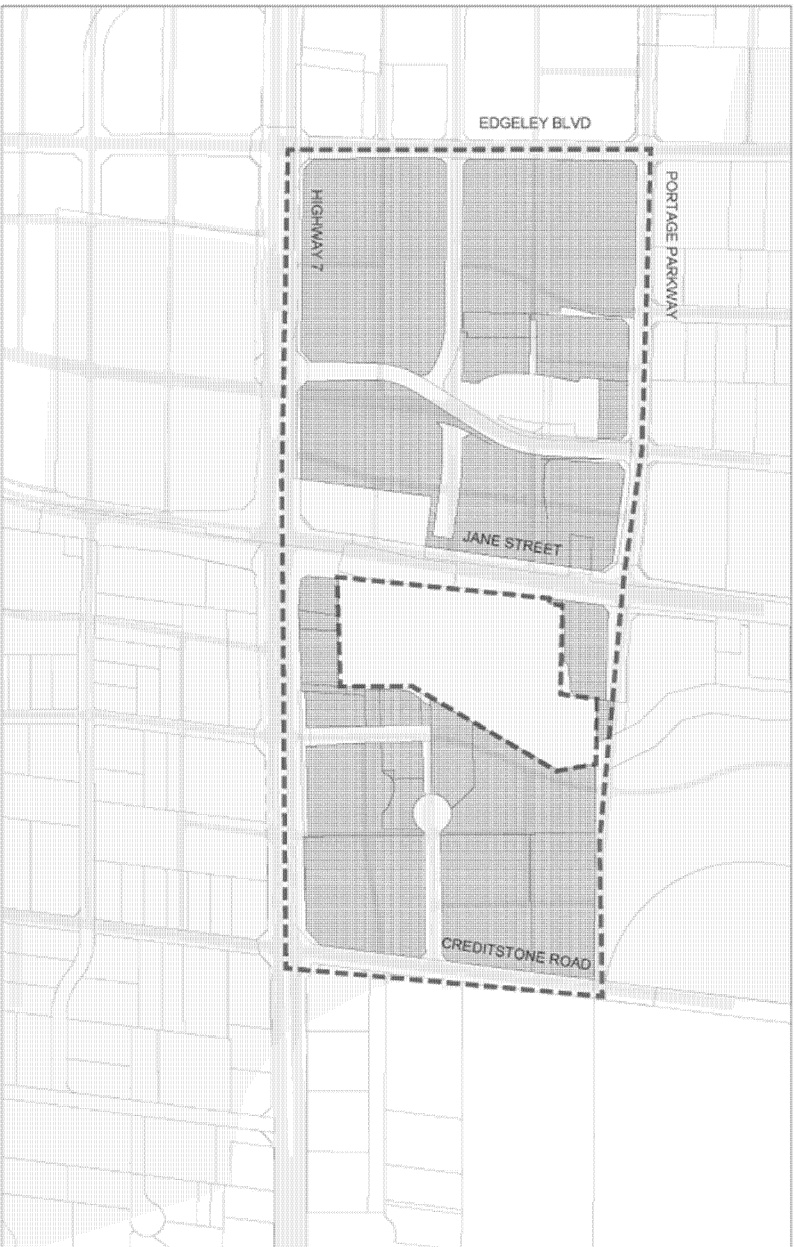 EDGELEY BLVD
PORTAGE PARKWAY
HIGHWAY 7
JANE STREET
CREDITSTONE ROAD